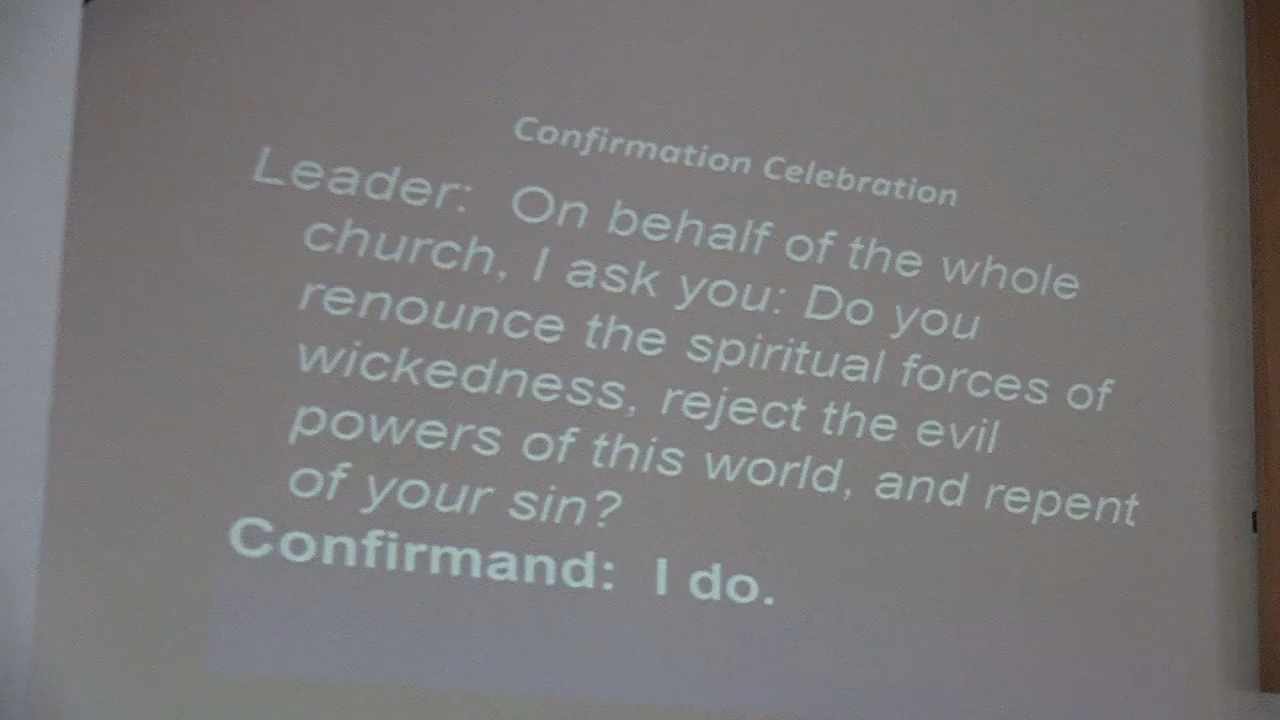 Confirmation Celebration
Leader: On behalf of the whole
church, I ask you: Do you
renounce the spiritual forces of
wickedness, reject the evil
powers of this world, and repent
of your sin?
Confirmand: I do.